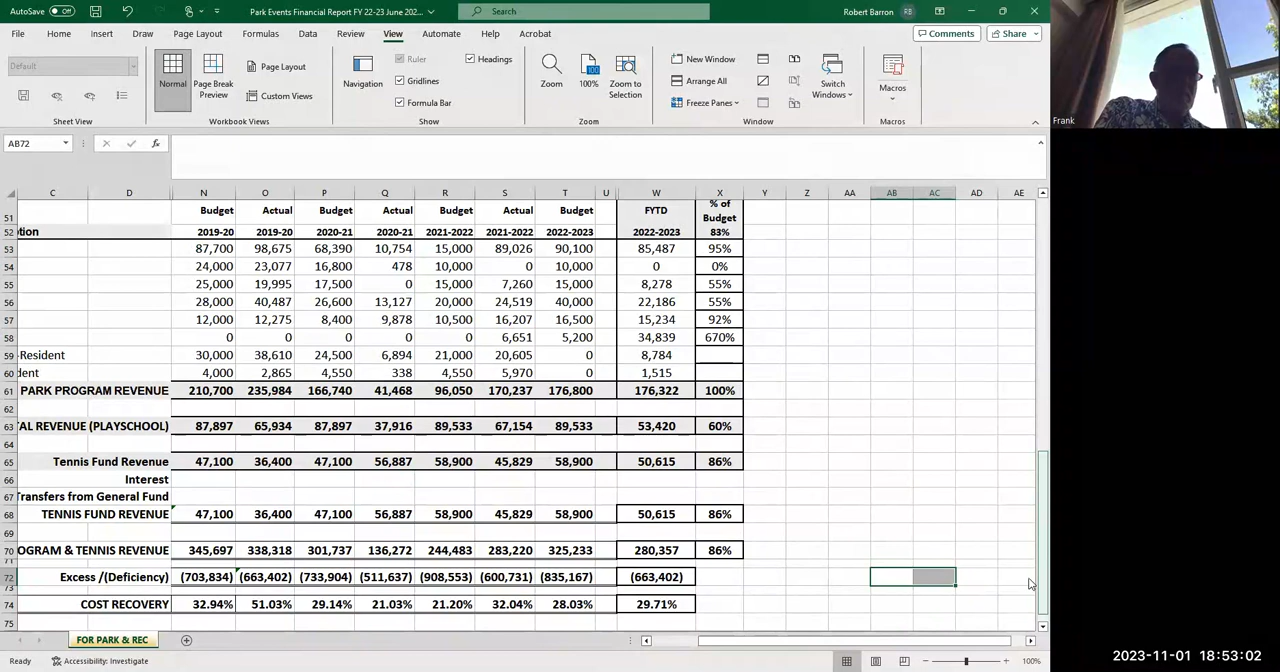 AutoSave Off Park Events Financial Report FY 22-23 June 202... Search Robert Barron RB
File Home Insert Draw Page Layout Formulas Data Review View Automate Help Acrobat Comments Share
Default Normal Page Break Preview Page Layout Custom Views Navigation Ruler Gridlines Formula Bar Headings Zoom 100% Zoom to Selection New Window Arrange All Freeze Panes Switch Windows Macros
Sheet View Workbook Views Show Zoom Window Macros
Frank
AB72 fx
C D N O P Q R S T U W X Y Z AA AB AC AD AE
51 Budget Actual Budget Actual Budget Actual Budget FYTD % of Budget
52 otion 2019-20 2019-20 2020-21 2020-21 2021-2022 2021-2022 2022-2023 2022-2023 83%
53 87,700 98,675 68,390 10,754 15,000 89,026 90,100 85,487 95%
54 24,000 23,077 16,800 478 10,000 0 10,000 0 0%
55 25,000 19,995 17,500 0 15,000 7,260 15,000 8,278 55%
56 28,000 40,487 26,600 13,127 20,000 24,519 40,000 22,186 55%
57 12,000 12,275 8,400 9,878 10,500 16,207 16,500 15,234 92%
58 0 0 0 0 0 6,651 5,200 34,839 670%
59 -Resident 30,000 38,610 24,500 6,894 21,000 20,605 0 8,784
60 dent 4,000 2,865 4,550 338 4,550 5,970 0 1,515
61 PARK PROGRAM REVENUE 210,700 235,984 166,740 41,468 96,050 170,237 176,800 176,322 100%
62
63 AL REVENUE (PLAYSCHOOL) 87,897 65,934 87,897 37,916 89,533 67,154 89,533 53,420 60%
64
65 Tennis Fund Revenue 47,100 36,400 47,100 56,887 58,900 45,829 58,900 50,615 86%
66 Interest
67 Transfers from General Fund
68 TENNIS FUND REVENUE 47,100 36,400 47,100 56,887 58,900 45,829 58,900 50,615 86%
69
70 OGRAM & TENNIS REVENUE 345,697 338,318 301,737 136,272 244,483 283,220 325,233 280,357 86%
71
72 Excess /(Deficiency) (703,834) (663,402) (733,904) (511,637) (908,553) (600,731) (835,167) (663,402)
73
74 COST RECOVERY 32.94% 51.03% 29.14% 21.03% 21.20% 32.04% 28.03% 29.71%
75
FOR PARK & REC
Ready Accessibility: Investigate 100%
2023-11-01 18:53:02